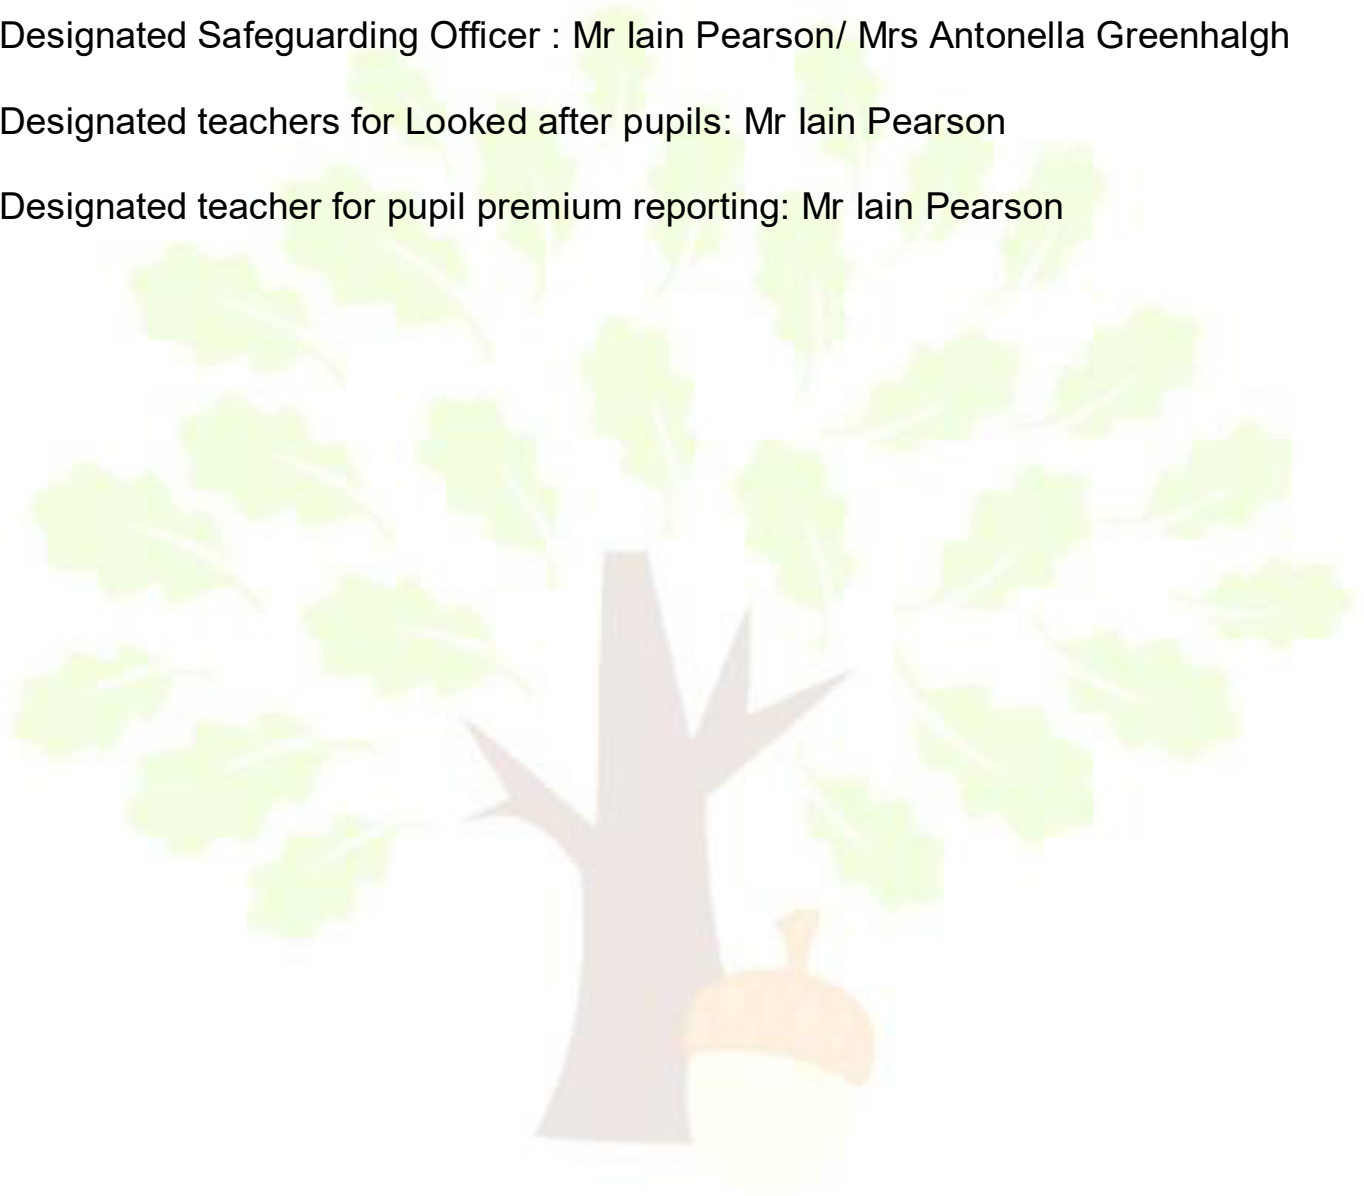 Designated Safeguarding Officer : Mr Iain Pearson/ Mrs Antonella Greenhalgh
Designated teachers for Looked after pupils: Mr Iain Pearson
Designated teacher for pupil premium reporting: Mr Iain Pearson